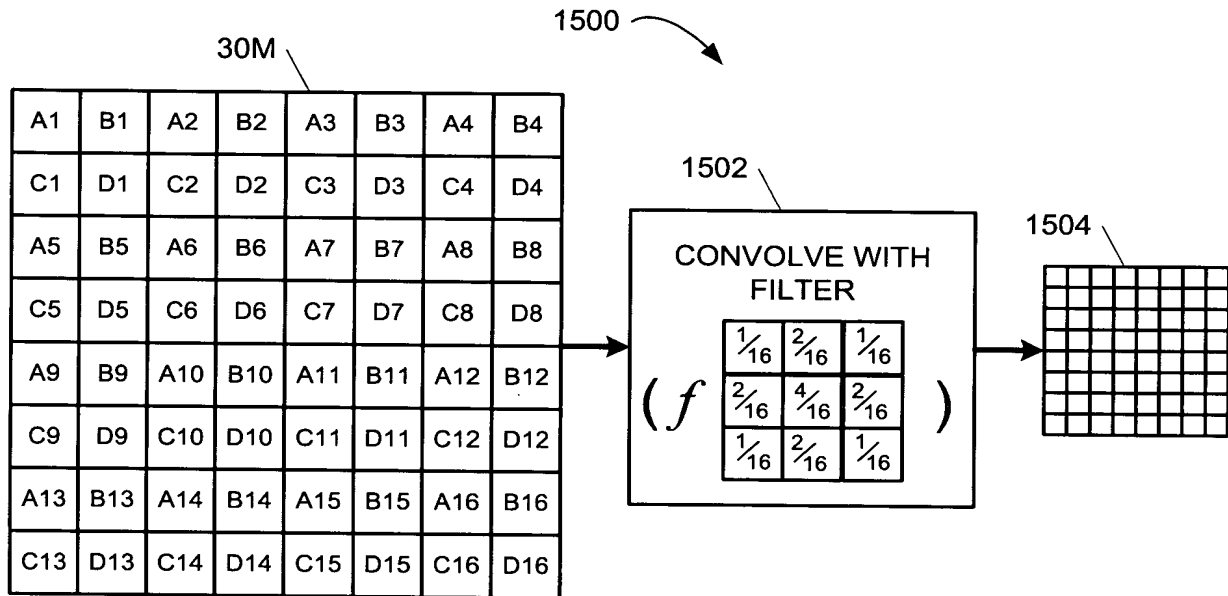 1500
30M
A1 B1 A2 B2 A3 B3 A4 B4
C1 D1 C2 D2 C3 D3 C4 D4
A5 B5 A6 B6 A7 B7 A8 B8
C5 D5 C6 D6 C7 D7 C8 D8
A9 B9 A10 B10 A11 B11 A12 B12
C9 D9 C10 D10 C11 D11 C12 D12
A13 B13 A14 B14 A15 B15 A16 B16
C13 D13 C14 D14 C15 D15 C16 D16
1502
CONVOLVE WITH
FILTER
1/16 2/16 1/16
( f 2/16 4/16 2/16 )
1/16 2/16 1/16
1504